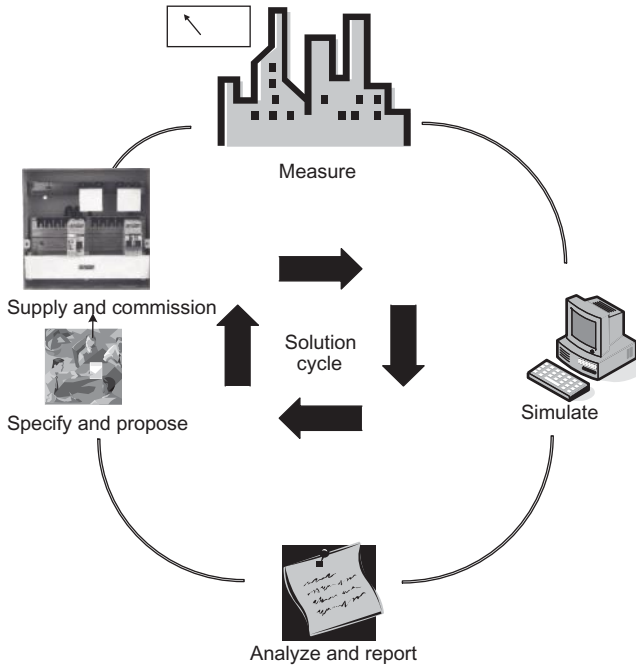 Measure
Supply and commission
Solution
cycle
Simulate
Specify and propose
Analyze and report